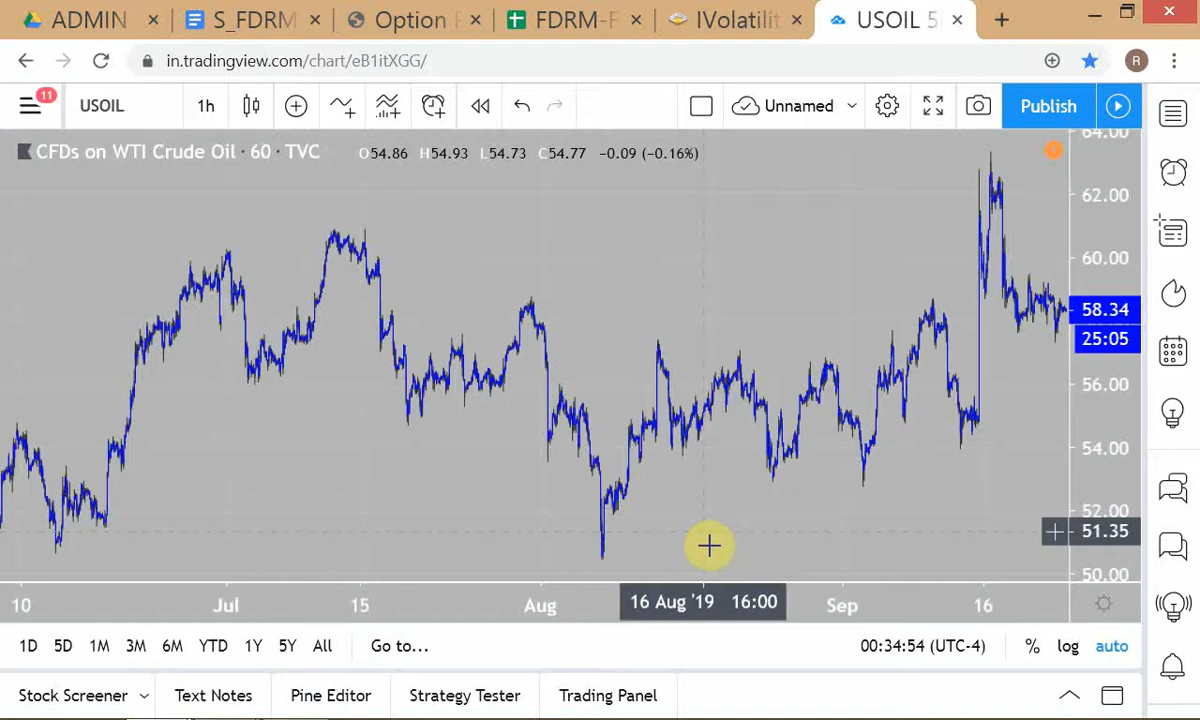 ADMIN × S_FDRM × Option × FDRM-F × IVolatilit × USOIL 5 × +
in.tradingview.com/chart/eB1itXGG/ R
11 USOIL 1h Unnamed Publish
CFDs on WTI Crude Oil · 60 · TVC O54.86 H54.93 L54.73 C54.77 −0.09 (−0.16%)
64.00
62.00
60.00
58.34
25:05
56.00
54.00
52.00
51.35
50.00
10 Jul 15 Aug 16 Aug '19 16:00 Sep 16
1D 5D 1M 3M 6M YTD 1Y 5Y All Go to... 00:34:54 (UTC-4) % log auto
Stock Screener Text Notes Pine Editor Strategy Tester Trading Panel